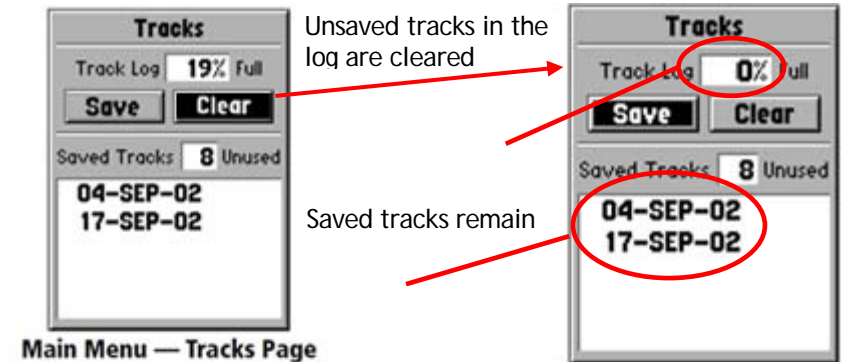 Tracks
Track Log 19% Full
Save Clear
Saved Tracks 8 Unused
04-SEP-02
17-SEP-02
Main Menu — Tracks Page
Unsaved tracks in the
log are cleared
Saved tracks remain
Tracks
Track Log 0% Full
Save Clear
Saved Tracks 8 Unused
04-SEP-02
17-SEP-02